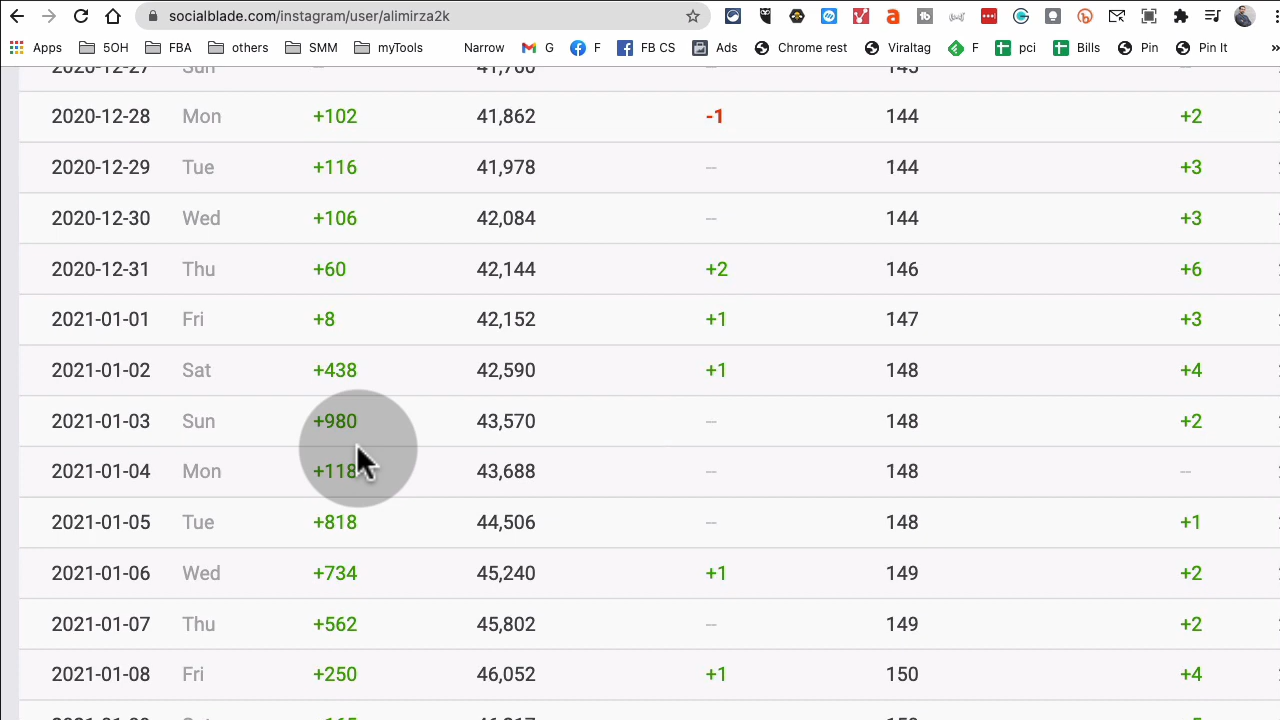 socialblade.com/instagram/user/alimirza2k
Apps 5OH FBA others SMM myTools Narrow G F FB CS Ads Chrome rest Viraltag F pci Bills Pin Pin It »
2020-12-27 Sun -- 41,760 -- 145 --
2020-12-28 Mon +102 41,862 -1 144 +2
2020-12-29 Tue +116 41,978 -- 144 +3
2020-12-30 Wed +106 42,084 -- 144 +3
2020-12-31 Thu +60 42,144 +2 146 +6
2021-01-01 Fri +8 42,152 +1 147 +3
2021-01-02 Sat +438 42,590 +1 148 +4
2021-01-03 Sun +980 43,570 -- 148 +2
2021-01-04 Mon +118 43,688 -- 148 --
2021-01-05 Tue +818 44,506 -- 148 +1
2021-01-06 Wed +734 45,240 +1 149 +2
2021-01-07 Thu +562 45,802 -- 149 +2
2021-01-08 Fri +250 46,052 +1 150 +4